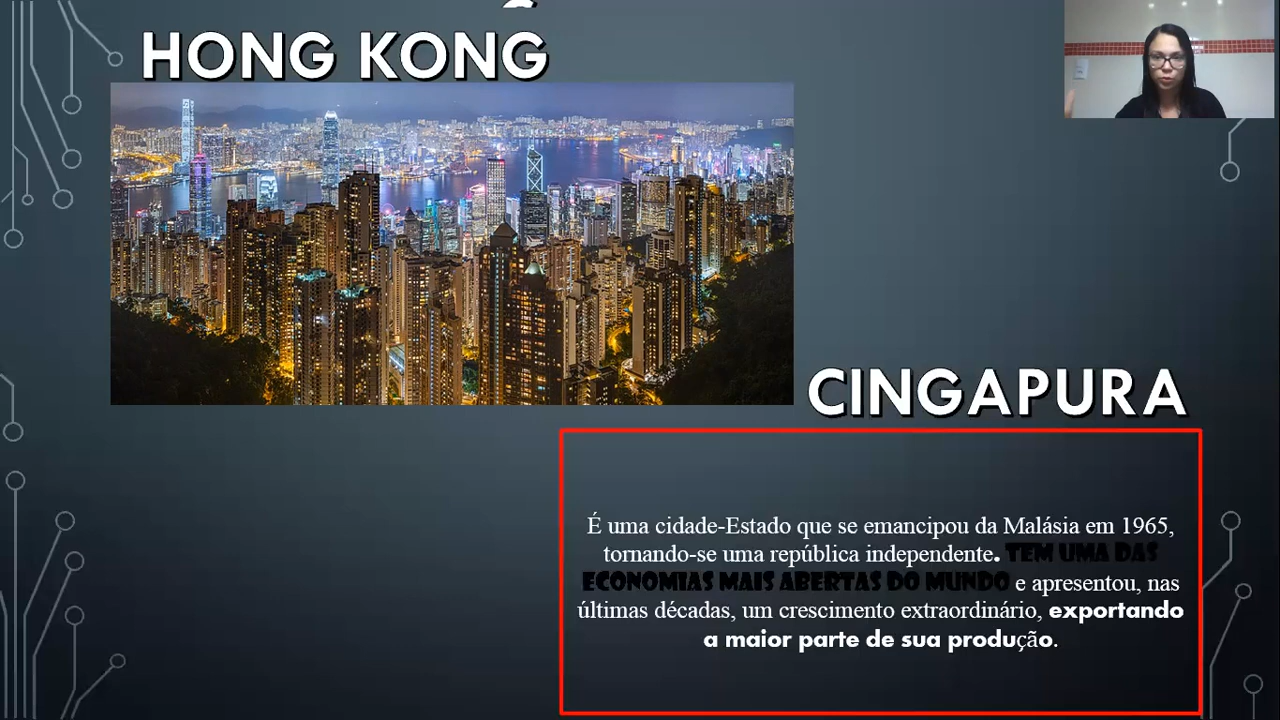 HONG KONG
CINGAPURA
É uma cidade-Estado que se emancipou da Malásia em 1965,
tornando-se uma república independente. TEM UMA DAS
ECONOMIAS MAIS ABERTAS DO MUNDO e apresentou, nas
últimas décadas, um crescimento extraordinário, exportando
a maior parte de sua produção.